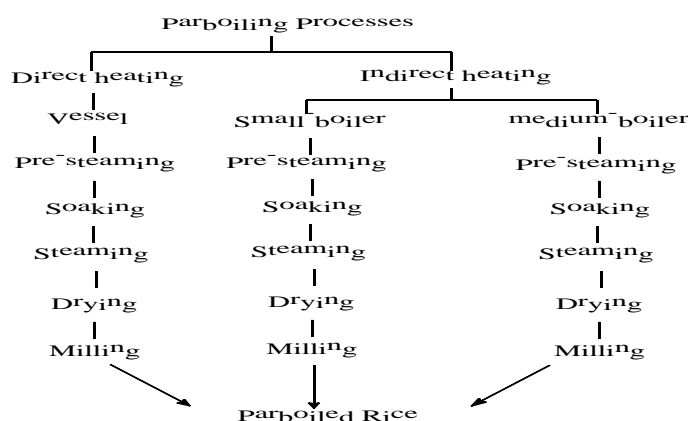 Parboiling Processes
Direct heating Indirect heating
Vessel Small-boiler medium-boiler
Pre-steaming Pre-steaming Pre-steaming
Soaking Soaking Soaking
Steaming Steaming Steaming
Drying Drying Drying
Milling Milling Milling
Parboiled Rice